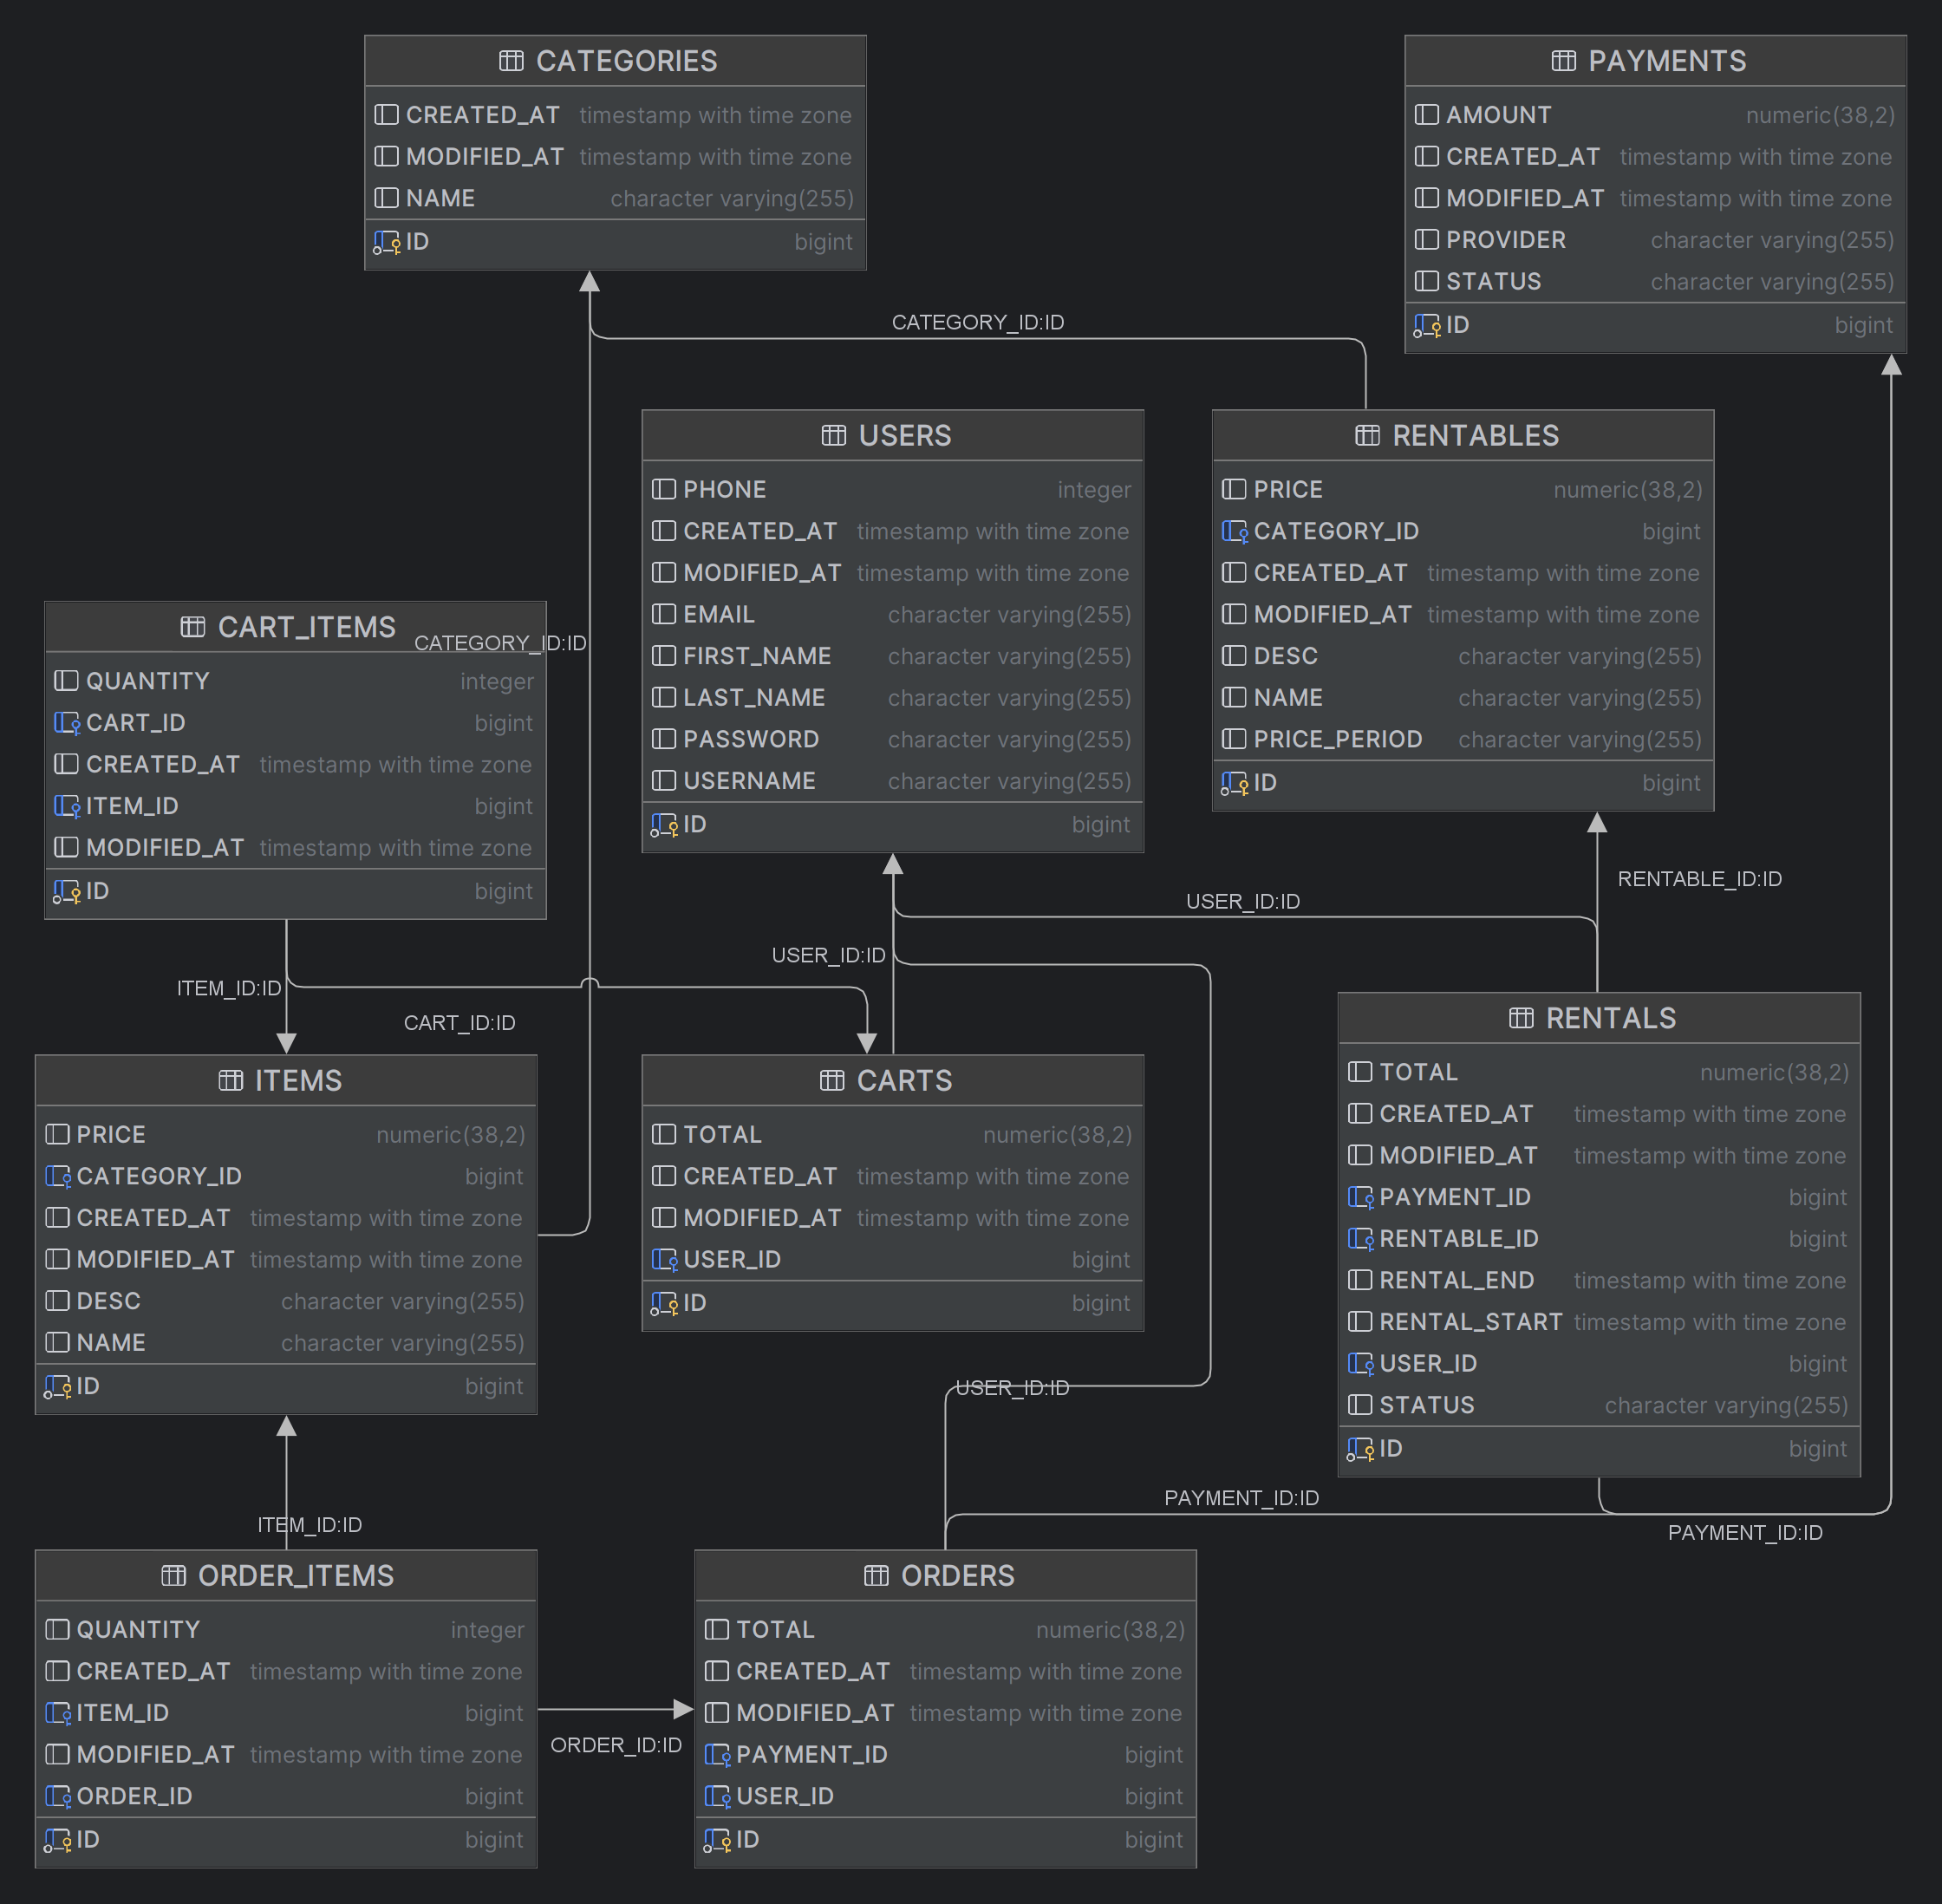 CATEGORIES
CREATED_AT timestamp with time zone
MODIFIED_AT timestamp with time zone
NAME character varying(255)
ID bigint
PAYMENTS
AMOUNT numeric(38,2)
CREATED_AT timestamp with time zone
MODIFIED_AT timestamp with time zone
PROVIDER character varying(255)
STATUS character varying(255)
ID bigint
CATEGORY_ID:ID
USERS
PHONE integer
CREATED_AT timestamp with time zone
MODIFIED_AT timestamp with time zone
EMAIL character varying(255)
FIRST_NAME character varying(255)
LAST_NAME character varying(255)
PASSWORD character varying(255)
USERNAME character varying(255)
ID bigint
RENTABLES
PRICE numeric(38,2)
CATEGORY_ID bigint
CREATED_AT timestamp with time zone
MODIFIED_AT timestamp with time zone
DESC character varying(255)
NAME character varying(255)
PRICE_PERIOD character varying(255)
ID bigint
CART_ITEMS
CATEGORY_ID:ID
QUANTITY integer
CART_ID bigint
CREATED_AT timestamp with time zone
ITEM_ID bigint
MODIFIED_AT timestamp with time zone
ID bigint
RENTABLE_ID:ID
USER_ID:ID
USER_ID:ID
ITEM_ID:ID
CART_ID:ID
ITEMS
PRICE numeric(38,2)
CATEGORY_ID bigint
CREATED_AT timestamp with time zone
MODIFIED_AT timestamp with time zone
DESC character varying(255)
NAME character varying(255)
ID bigint
CARTS
TOTAL numeric(38,2)
CREATED_AT timestamp with time zone
MODIFIED_AT timestamp with time zone
USER_ID bigint
ID bigint
RENTALS
TOTAL numeric(38,2)
CREATED_AT timestamp with time zone
MODIFIED_AT timestamp with time zone
PAYMENT_ID bigint
RENTABLE_ID bigint
RENTAL_END timestamp with time zone
RENTAL_START timestamp with time zone
USER_ID bigint
STATUS character varying(255)
ID bigint
USER_ID:ID
PAYMENT_ID:ID
PAYMENT_ID:ID
ITEM_ID:ID
ORDER_ITEMS
QUANTITY integer
CREATED_AT timestamp with time zone
ITEM_ID bigint
MODIFIED_AT timestamp with time zone
ORDER_ID bigint
ID bigint
ORDER_ID:ID
ORDERS
TOTAL numeric(38,2)
CREATED_AT timestamp with time zone
MODIFIED_AT timestamp with time zone
PAYMENT_ID bigint
USER_ID bigint
ID bigint